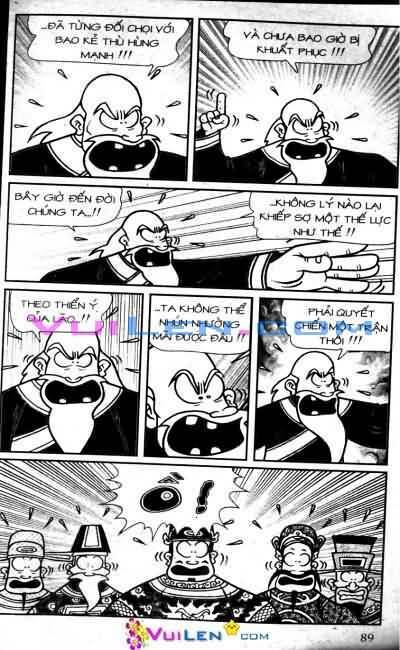 ...ĐÃ TỪNG ĐỐI CHỌI VỚI
BAO KẺ THÙ HÙNG
MẠNH !!!
VÀ CHƯA BAO GIỜ BỊ
KHUẤT PHỤC !!!
BÂY GIỜ ĐẾN ĐỜI
CHÚNG TA...!!
...KHÔNG LÝ NÀO LẠI
KHIẾP SỢ MỘT THẾ LỰC
NHƯ THẾ !!
THEO THIỂN Ý
CỦA LÃO...!!
...TA KHÔNG THỂ
NHÚN NHƯỜNG
MÃI ĐƯỢC ĐÂU !!
PHẢI QUYẾT
CHIẾN MỘT TRẬN
THÔI !!!
VUILEN.COM
Ồ !
89
VUILEN.COM